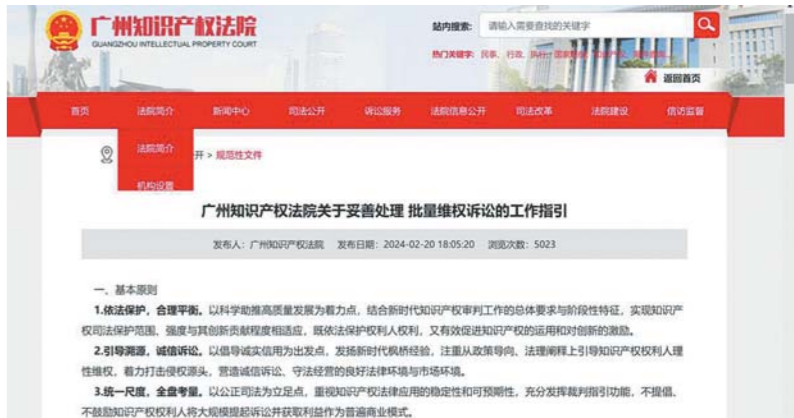 广州知识产权法院
GUANGZHOU INTELLECTUAL PROPERTY COURT
站内搜索: 请输入需要查找的关键字
热门关键字: 民事、行政、执行、国家赔偿、知识产权、
返回首页
首页 法院简介 新闻中心 司法公开 诉讼服务 法院信息公开 司法改革 法院建设 信访监督
法院简介
开 > 规范性文件
机构设置
广州知识产权法院关于妥善处理 批量维权诉讼的工作指引
发布人: 广州知识产权法院 发布日期: 2024-02-20 18:05:20 浏览次数: 5023
一、基本原则
1.依法保护，合理平衡。以科学助推高质量发展为着力点，结合新时代知识产权审判工作的总体要求与阶段性特征，实现知识产
权司法保护范围、强度与其创新贡献程度相适应，既依法保护权利人权利，又有效促进知识产权的运用和对创新的激励。
2.引导溯源，诚信诉讼。以倡导诚实信用为出发点，发扬新时代枫桥经验，注重从政策导向、法理阐释上引导知识产权权利人理
性维权，着力打击侵权源头，营造诚信诉讼、守法经营的良好法律环境与市场环境。
3.统一尺度，全盘考量。以公正司法为立足点，重视知识产权法律应用的稳定性和可预期性，充分发挥裁判指引功能，不提倡、
不鼓励知识产权权利人将大规模提起诉讼并获取利益作为普遍商业模式。